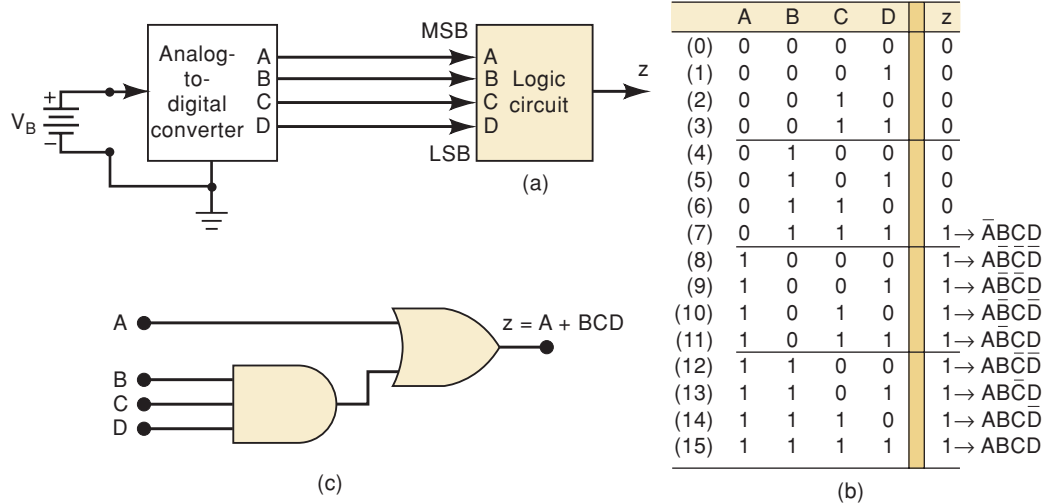 Analog-
to-
digital
converter
A
B
C
D
MSB
LSB
A
B
C
D
Logic
circuit
z
+
V_B
−
(a)
A
B
C
D
z = A + BCD
(c)
A B C D z
(0) 0 0 0 0 0
(1) 0 0 0 1 0
(2) 0 0 1 0 0
(3) 0 0 1 1 0
(4) 0 1 0 0 0
(5) 0 1 0 1 0
(6) 0 1 1 0 0
(7) 0 1 1 1 1→ A̅BCD
(8) 1 0 0 0 1→ AB̅C̅D̅
(9) 1 0 0 1 1→ AB̅C̅D
(10) 1 0 1 0 1→ AB̅CD̅
(11) 1 0 1 1 1→ AB̅CD
(12) 1 1 0 0 1→ ABC̅D̅
(13) 1 1 0 1 1→ ABC̅D
(14) 1 1 1 0 1→ ABCD̅
(15) 1 1 1 1 1→ ABCD
(b)